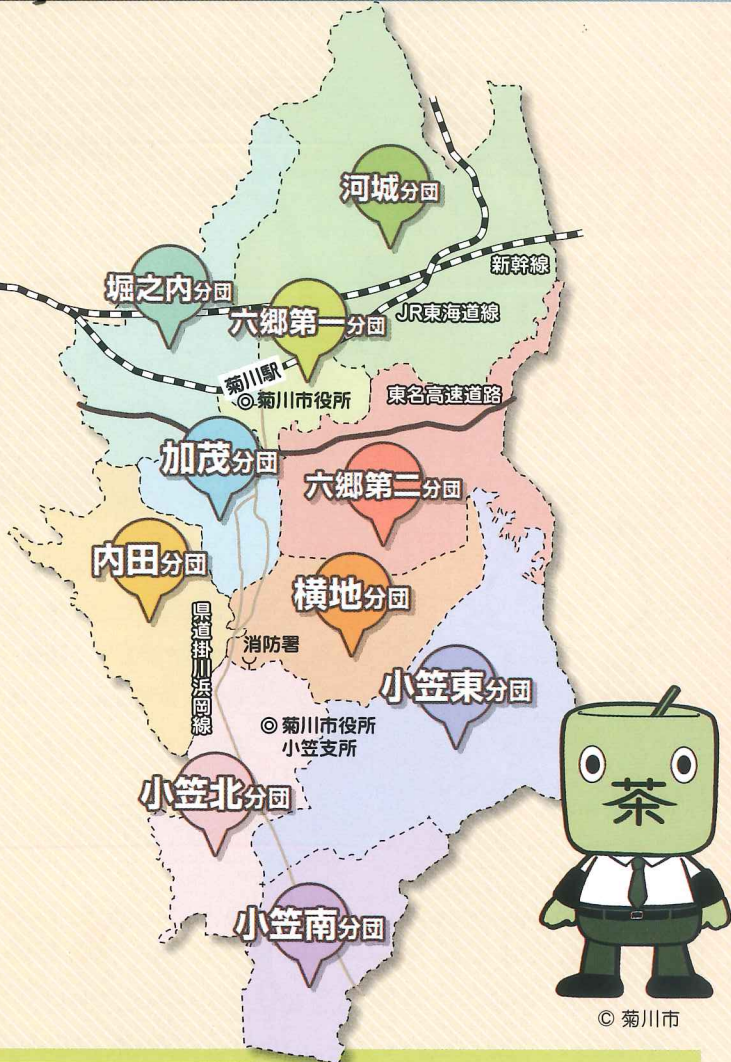 河城分団
新幹線
堀之内分団
六郷第一分団
JR東海道線
菊川駅
◎菊川市役所
東名高速道路
加茂分団
六郷第二分団
内田分団
横地分団
県道掛川浜岡線
消防署
小笠東分団
◎菊川市役所
小笠支所
小笠北分団
茶
小笠南分団
© 菊川市